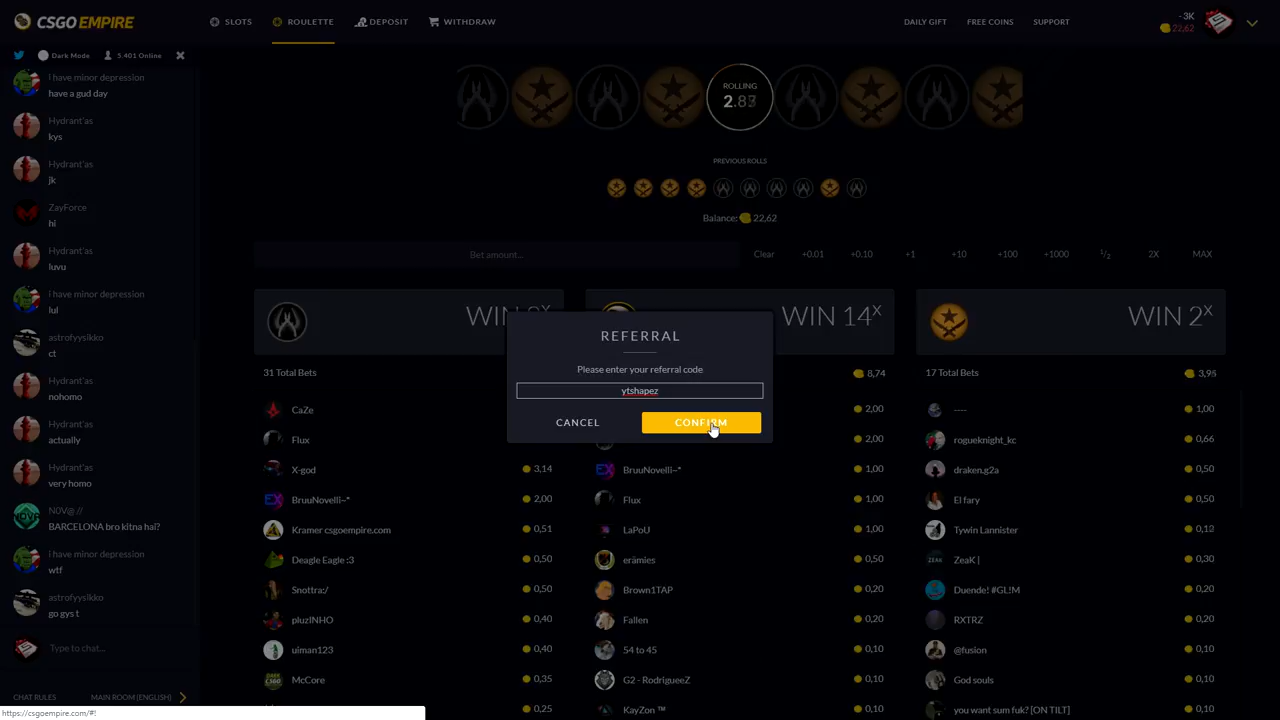 CSGOEMPIRE
SLOTS
ROULETTE
DEPOSIT
WITHDRAW
DAILY GIFT
FREE COINS
SUPPORT
- 3K
22,62
Dark Mode
5.401 Online
i have minor depression
have a gud day
Hydrant'as
kys
Hydrant'as
jk
ZayForce
hi
Hydrant'as
luvu
i have minor depression
lul
astrofyysikko
ct
Hydrant'as
nohomo
Hydrant'as
actually
Hydrant'as
very homo
N0V@ //
BARCELONA bro kitna hai?
i have minor depression
wtf
astrofyysikko
go gys t
Type to chat...
CHAT RULES
MAIN ROOM (ENGLISH)
https://csgoempire.com/#!
ROLLING
PREVIOUS ROLLS
Balance: 22,62
Bet amount...
Clear
+0.01
+0.10
+1
+10
+100
+1000
1/2
2X
MAX
WIN
WIN 14X
WIN 2X
REFERRAL
Please enter your referral code
ytshapez
CANCEL
CONFIRM
31 Total Bets
CaZe
Flux
X-god 3,14
BruuNovelli~* 2,00
Kramer csgoempire.com 0,51
Deagle Eagle ;3 0,50
Snottra:/ 0,50
pluzINHO 0,40
uiman123 0,40
McCore 0,35
0,25
8,74
2,00
2,00
BruuNovelli~* 1,00
Flux 1,00
LaPoU 1,00
erämies 0,50
Brown1TAP 0,20
Fallen 0,20
54 to 45 0,10
G2 - RodrigueeZ 0,10
KayZon ™ 0,10
17 Total Bets 3,95
---- 1,00
rogueknight_kc 0,66
draken.g2a 0,50
El fary 0,50
Tywin Lannister 0,12
ZeaK | 0,30
Duende! #GL!M 0,20
RXTRZ 0,20
@fusion 0,10
God souls 0,10
you want sum fuk? [ON TILT] 0,10